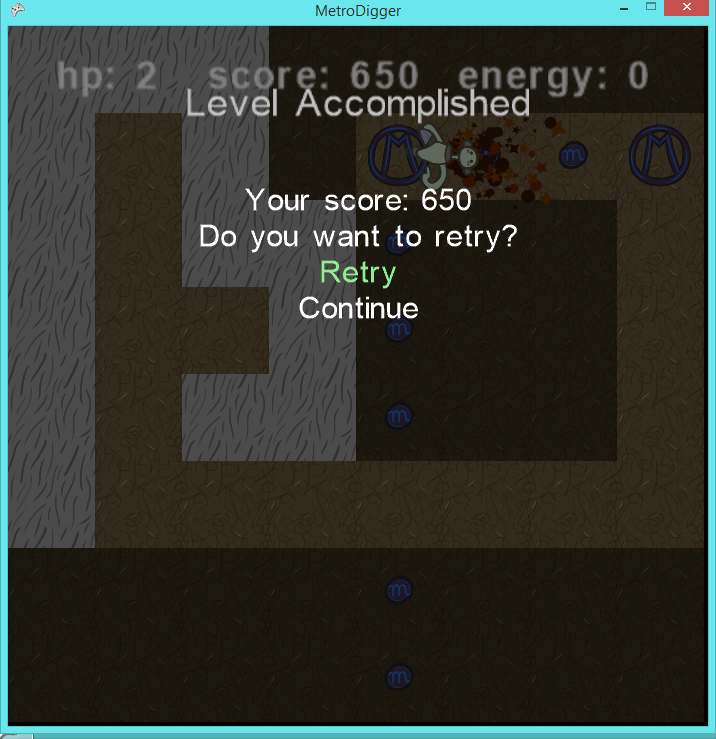 MetroDigger
hp: 2 score: 650 energy: 0
Level Accomplished
M
m
M
Your score: 650
Do you want to retry?
Retry
Continue
m
m
m
m